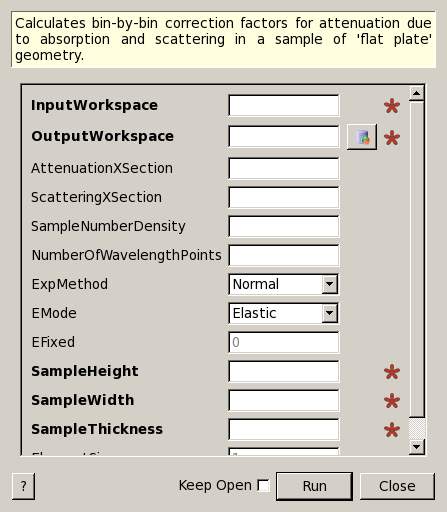 Calculates bin-by-bin correction factors for attenuation due
to absorption and scattering in a sample of 'flat plate'
geometry.
InputWorkspace
OutputWorkspace
AttenuationXSection
ScatteringXSection
SampleNumberDensity
NumberOfWavelengthPoints
ExpMethod Normal
EMode Elastic
EFixed 0
SampleHeight
SampleWidth
SampleThickness
? Keep Open Run Close